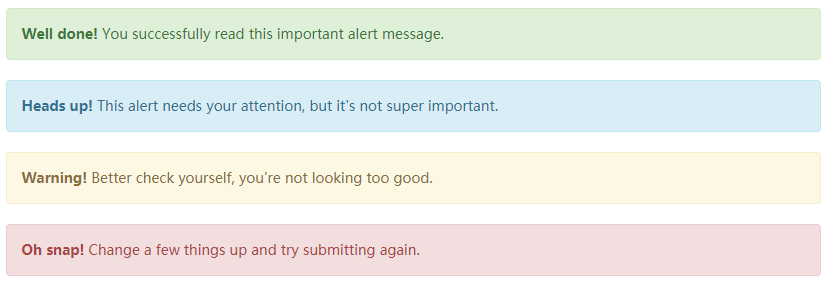 Well done! You successfully read this important alert message.
Heads up! This alert needs your attention, but it's not super important.
Warning! Better check yourself, you're not looking too good.
Oh snap! Change a few things up and try submitting again.